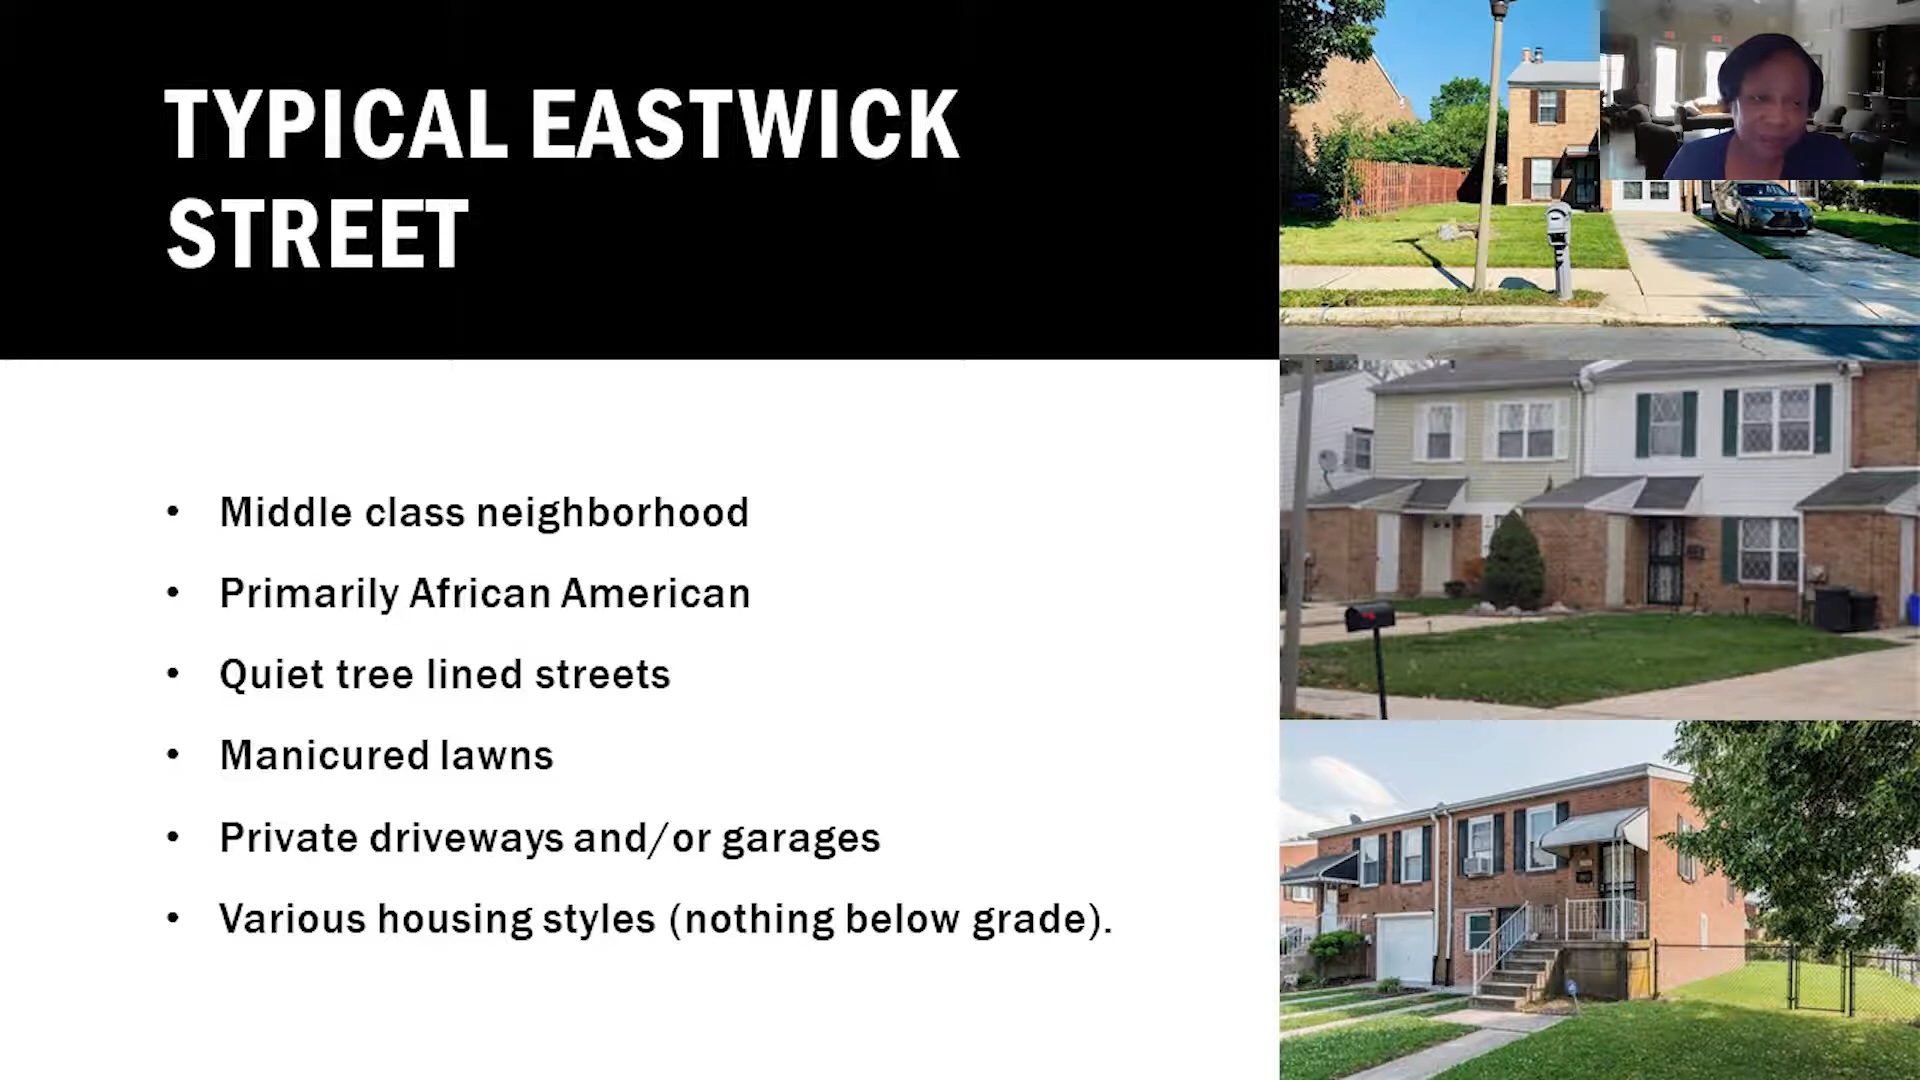 TYPICAL EASTWICK
STREET
• Middle class neighborhood
• Primarily African American
• Quiet tree lined streets
• Manicured lawns
• Private driveways and/or garages
• Various housing styles (nothing below grade).